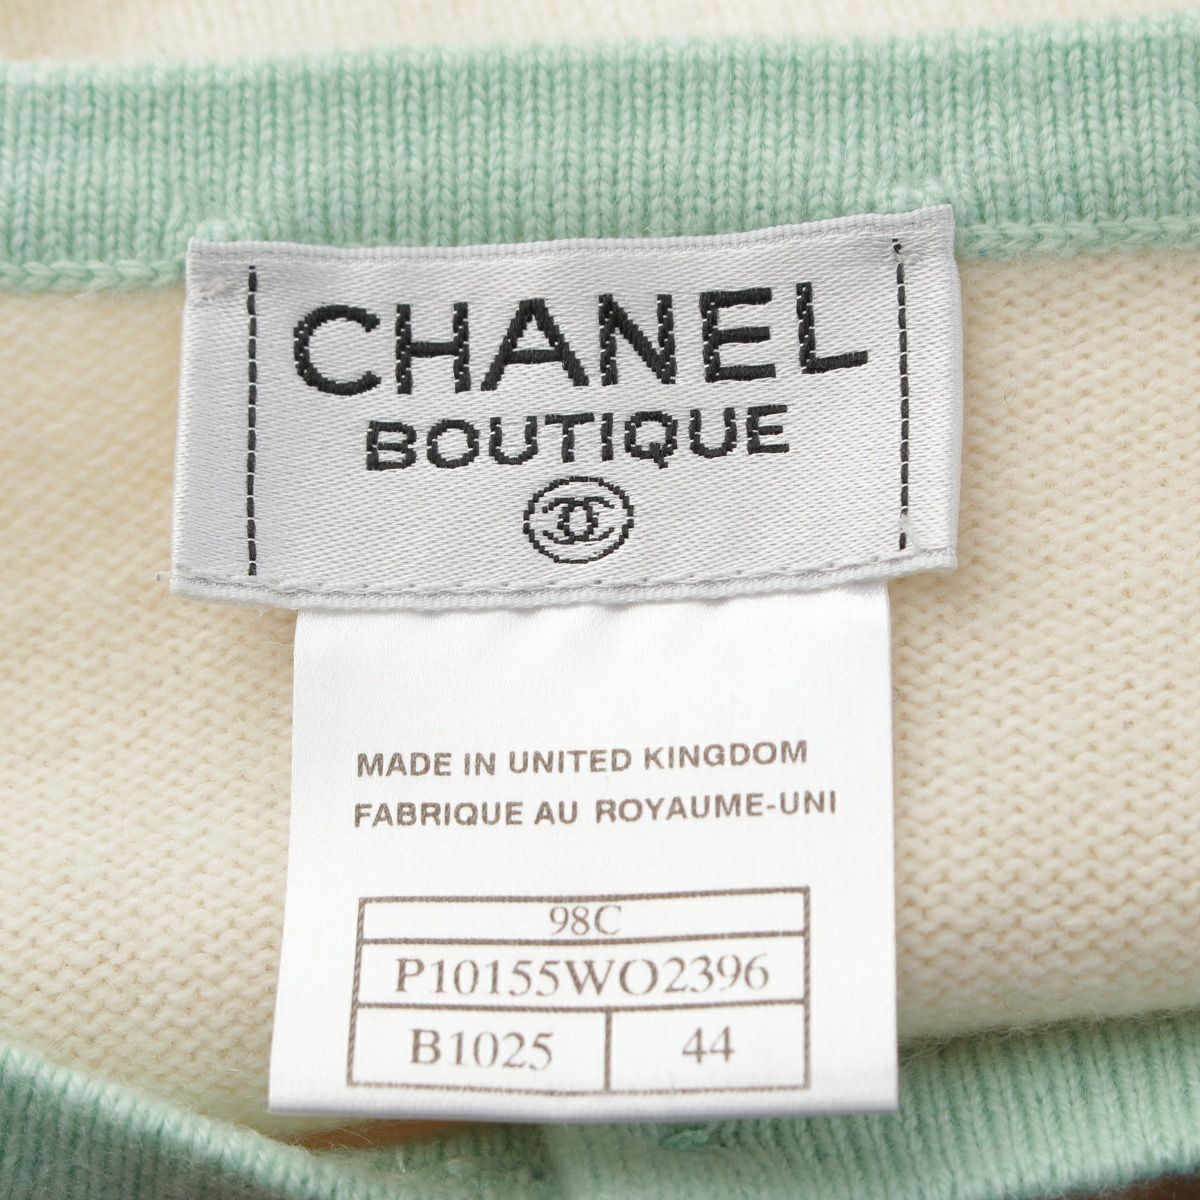 CHANEL
BOUTIQUE
MADE IN UNITED KINGDOM
FABRIQUE AU ROYAUME-UNI
98C
P10155WO2396
B1025 44